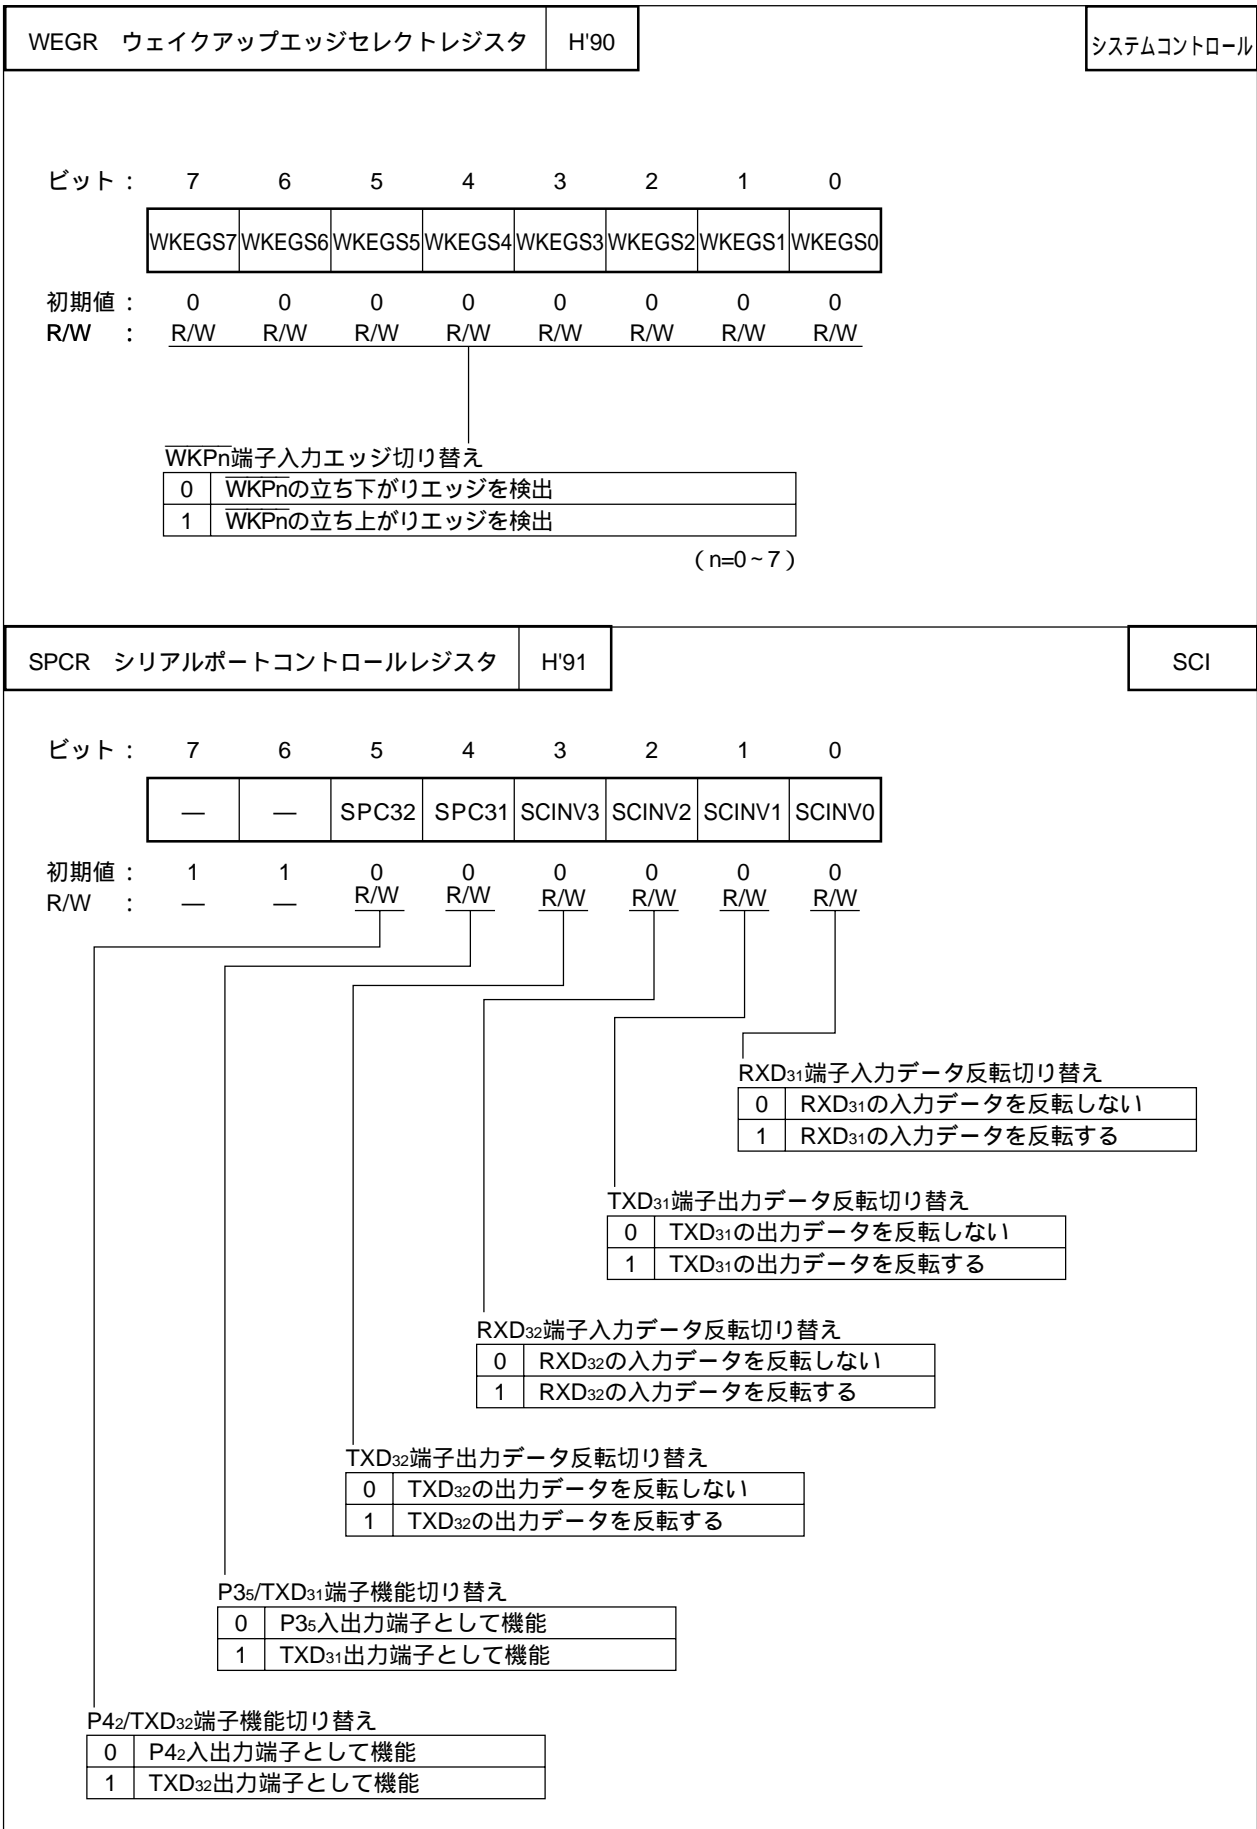 WEGR ウェイクアップエッジセレクトレジスタ H'90 システムコントロール
ビット： 7 6 5 4 3 2 1 0
WKEGS7 WKEGS6 WKEGS5 WKEGS4 WKEGS3 WKEGS2 WKEGS1 WKEGS0
初期値： 0 0 0 0 0 0 0 0
R/W ： R/W R/W R/W R/W R/W R/W R/W R/W
W̅K̅P̅n̅端子入力エッジ切り替え
0 W̅K̅P̅n̅の立ち下がりエッジを検出
1 W̅K̅P̅n̅の立ち上がりエッジを検出
（n=0~7）
SPCR シリアルポートコントロールレジスタ H'91 SCI
ビット： 7 6 5 4 3 2 1 0
— — SPC32 SPC31 SCINV3 SCINV2 SCINV1 SCINV0
初期値： 1 1 0 0 0 0 0 0
R/W ： — — R/W R/W R/W R/W R/W R/W
RXD₃₁端子入力データ反転切り替え
0 RXD₃₁の入力データを反転しない
1 RXD₃₁の入力データを反転する
TXD₃₁端子出力データ反転切り替え
0 TXD₃₁の出力データを反転しない
1 TXD₃₁の出力データを反転する
RXD₃₂端子入力データ反転切り替え
0 RXD₃₂の入力データを反転しない
1 RXD₃₂の入力データを反転する
TXD₃₂端子出力データ反転切り替え
0 TXD₃₂の出力データを反転しない
1 TXD₃₂の出力データを反転する
P3₅/TXD₃₁端子機能切り替え
0 P3₅入出力端子として機能
1 TXD₃₁出力端子として機能
P4₂/TXD₃₂端子機能切り替え
0 P4₂入出力端子として機能
1 TXD₃₂出力端子として機能